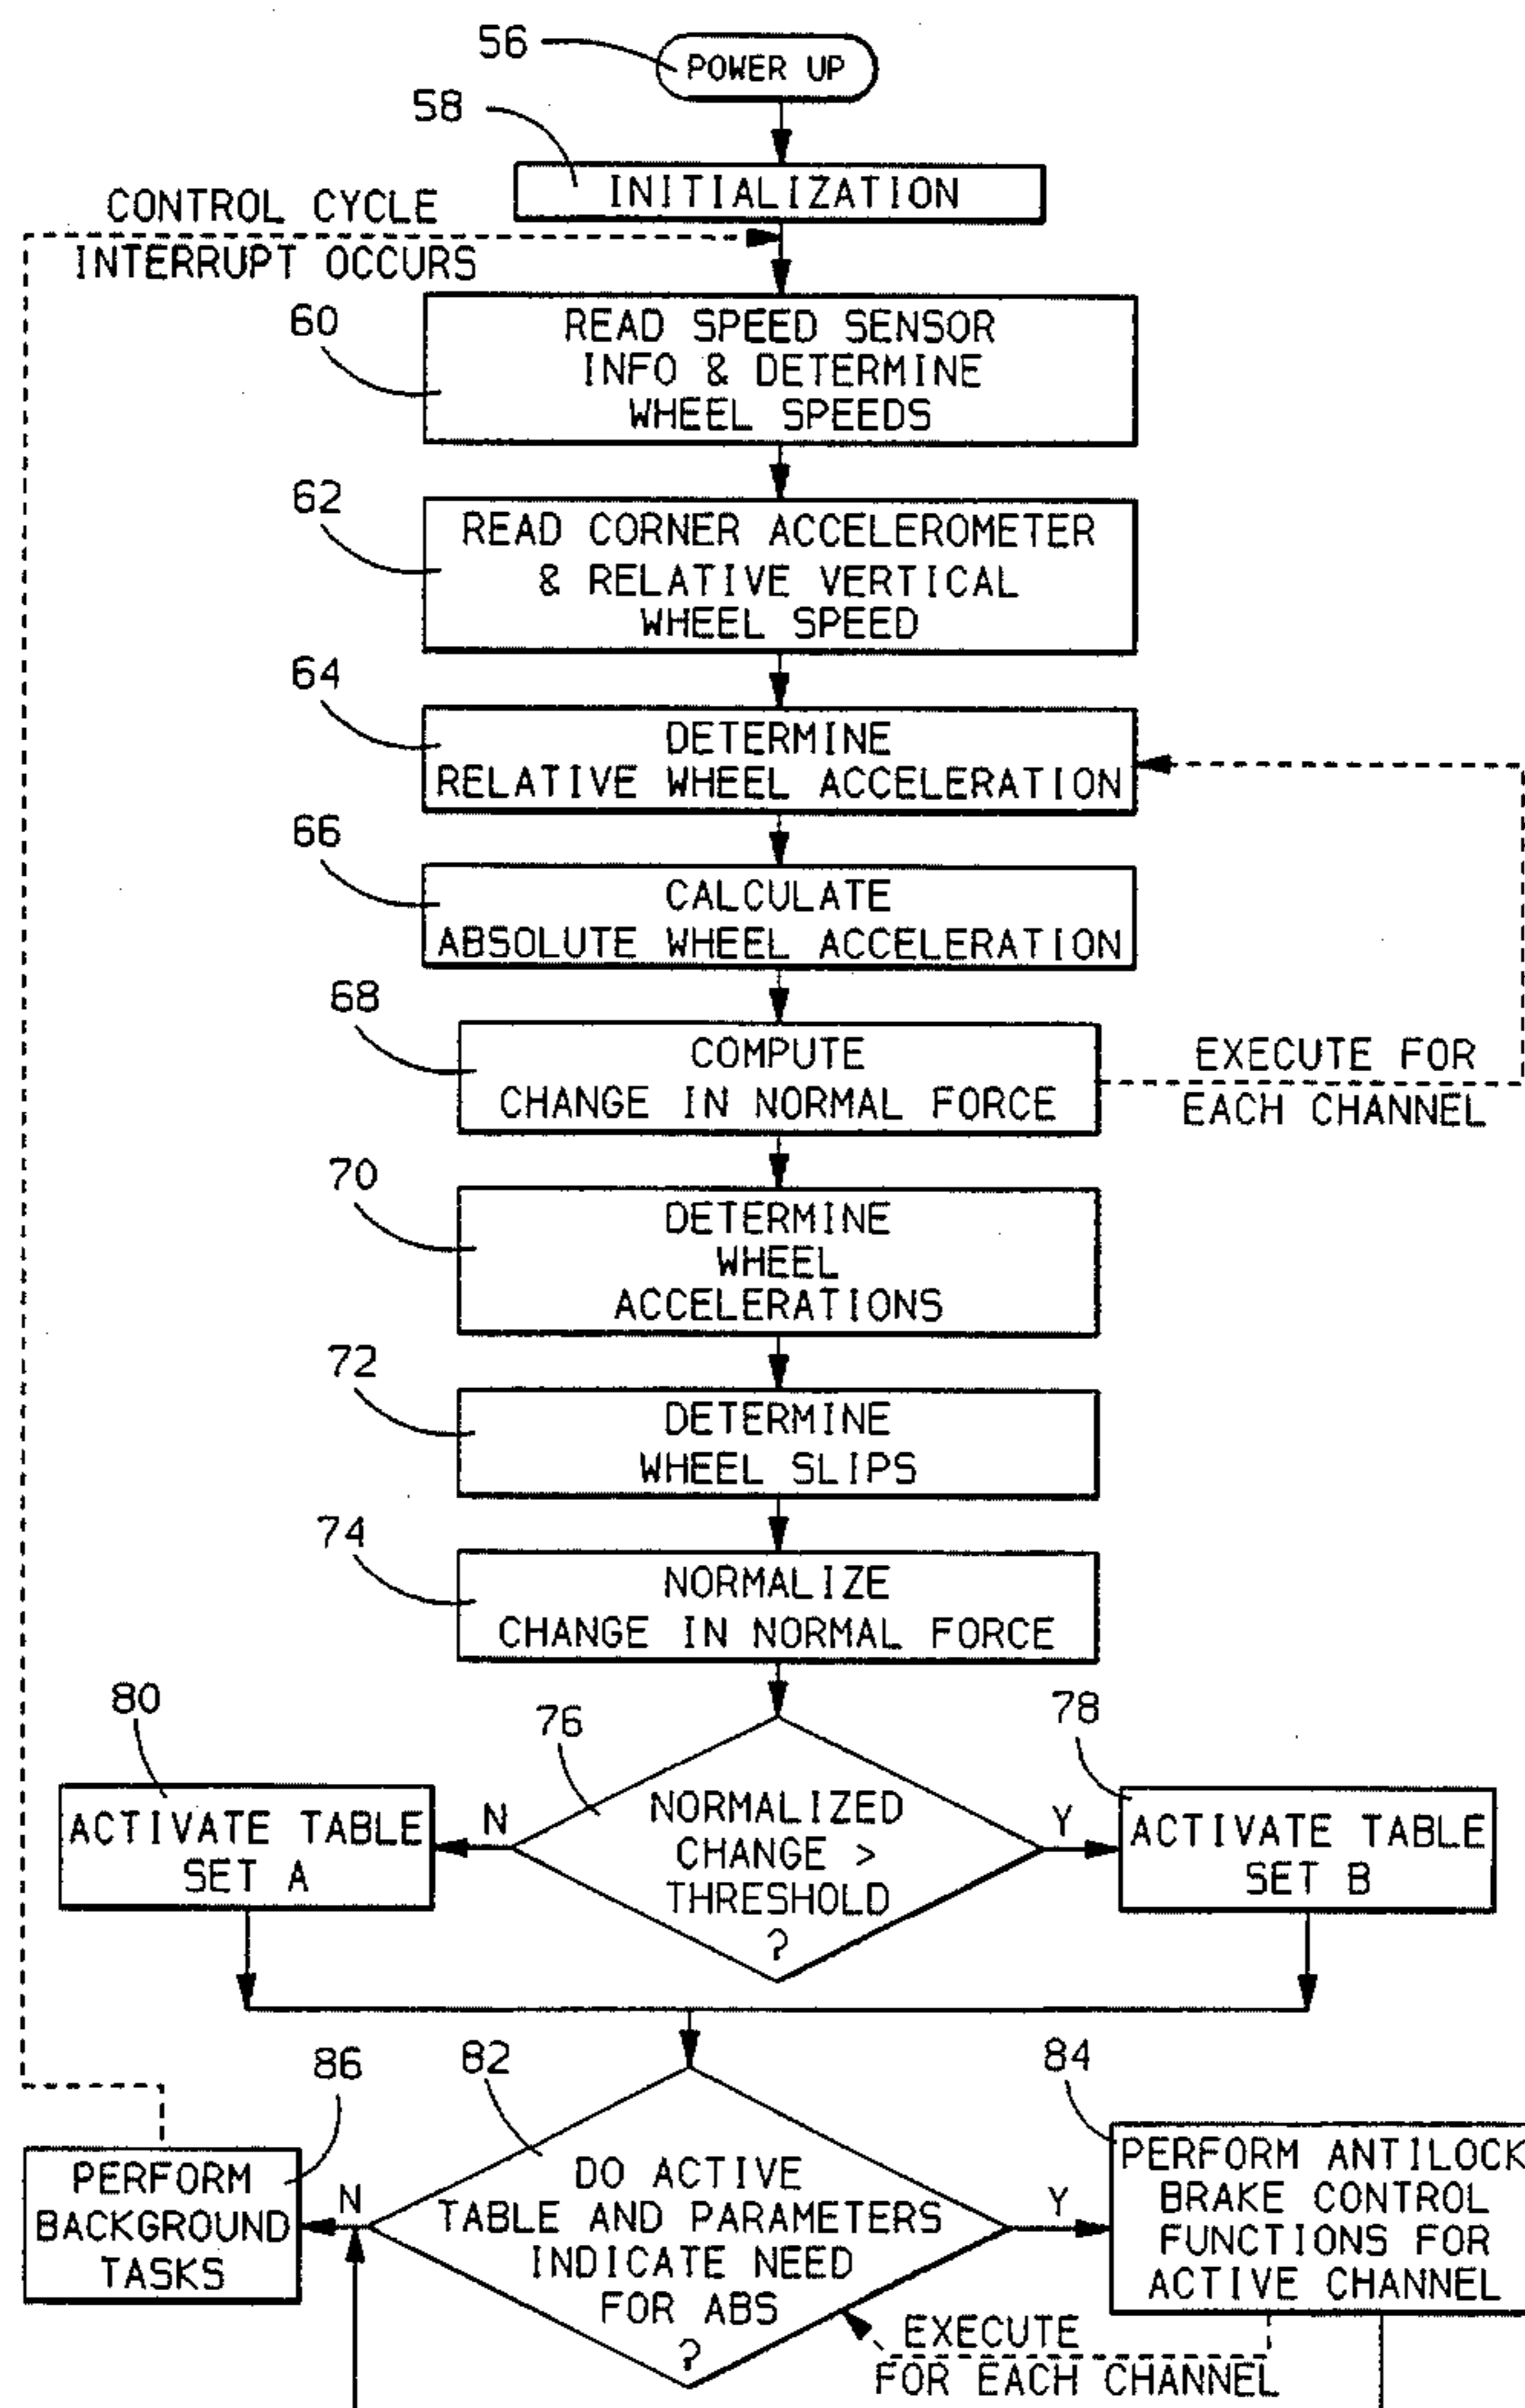 56
POWER UP
58
INITIALIZATION
CONTROL CYCLE
INTERRUPT OCCURS
60
READ SPEED SENSOR
INFO & DETERMINE
WHEEL SPEEDS
62
READ CORNER ACCELEROMETER
& RELATIVE VERTICAL
WHEEL SPEED
64
DETERMINE
RELATIVE WHEEL ACCELERATION
66
CALCULATE
ABSOLUTE WHEEL ACCELERATION
68
COMPUTE
CHANGE IN NORMAL FORCE
EXECUTE FOR
EACH CHANNEL
70
DETERMINE
WHEEL
ACCELERATIONS
72
DETERMINE
WHEEL SLIPS
74
NORMALIZE
CHANGE IN NORMAL FORCE
80
76
78
ACTIVATE TABLE
SET A
N
NORMALIZED
CHANGE >
THRESHOLD
?
Y
ACTIVATE TABLE
SET B
86
82
84
PERFORM
BACKGROUND
TASKS
N
DO ACTIVE
TABLE AND PARAMETERS
INDICATE NEED
FOR ABS
?
Y
PERFORM ANTILOCK
BRAKE CONTROL
FUNCTIONS FOR
ACTIVE CHANNEL
EXECUTE
FOR EACH CHANNEL